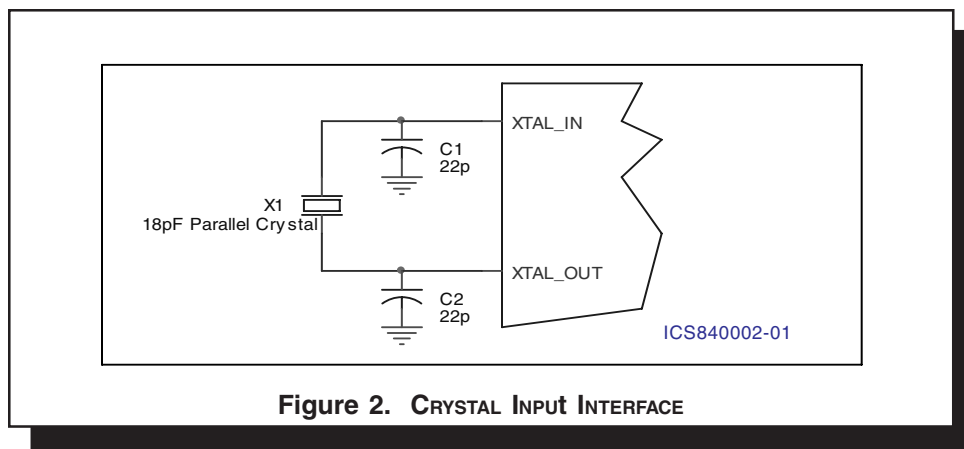 XTAL_IN
C1
22p
X1
18pF Parallel Crystal
XTAL_OUT
C2
22p
ICS840002-01
Figure 2. CRYSTAL INPUt INTERFACE